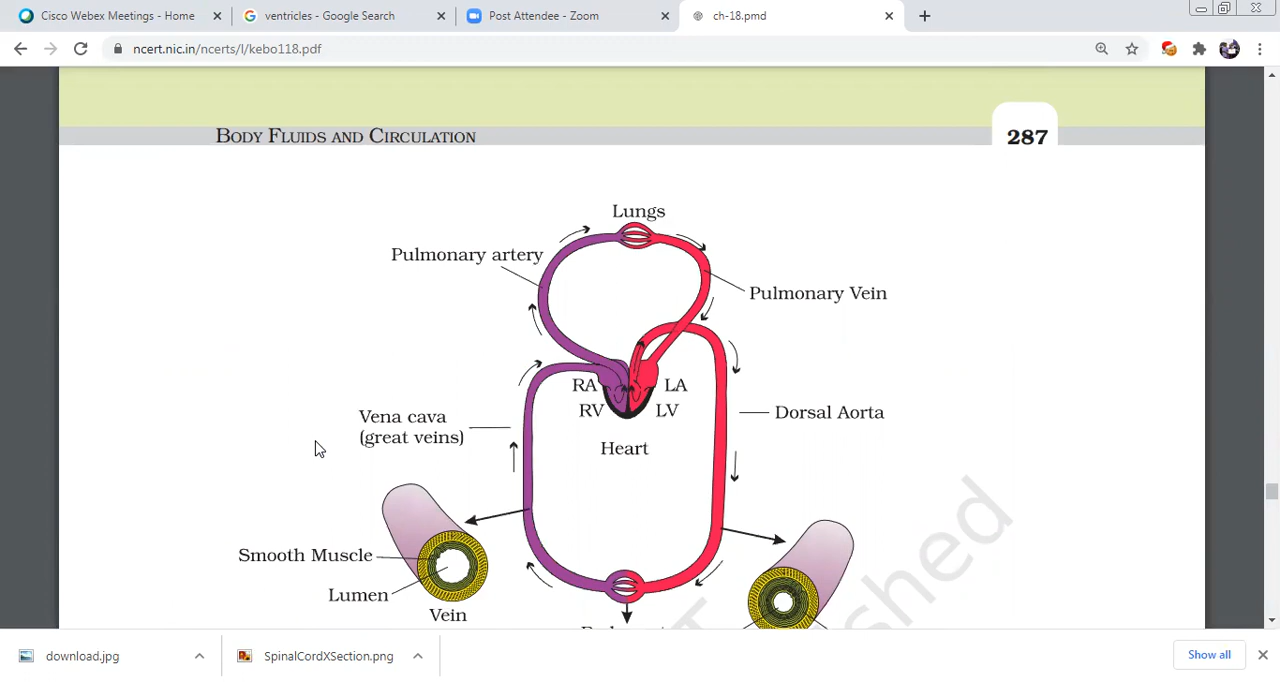 Cisco Webex Meetings - Home
ventricles - Google Search
Post Attendee - Zoom
ch-18.pmd
ncert.nic.in/ncerts/l/kebo118.pdf
BODY FLUIDS AND CIRCULATION
287
Lungs
Pulmonary artery
Pulmonary Vein
RA
LA
RV
LV
Vena cava
(great veins)
Dorsal Aorta
Heart
Smooth Muscle
Lumen
Vein
shed
download.jpg
SpinalCordXSection.png
Show all